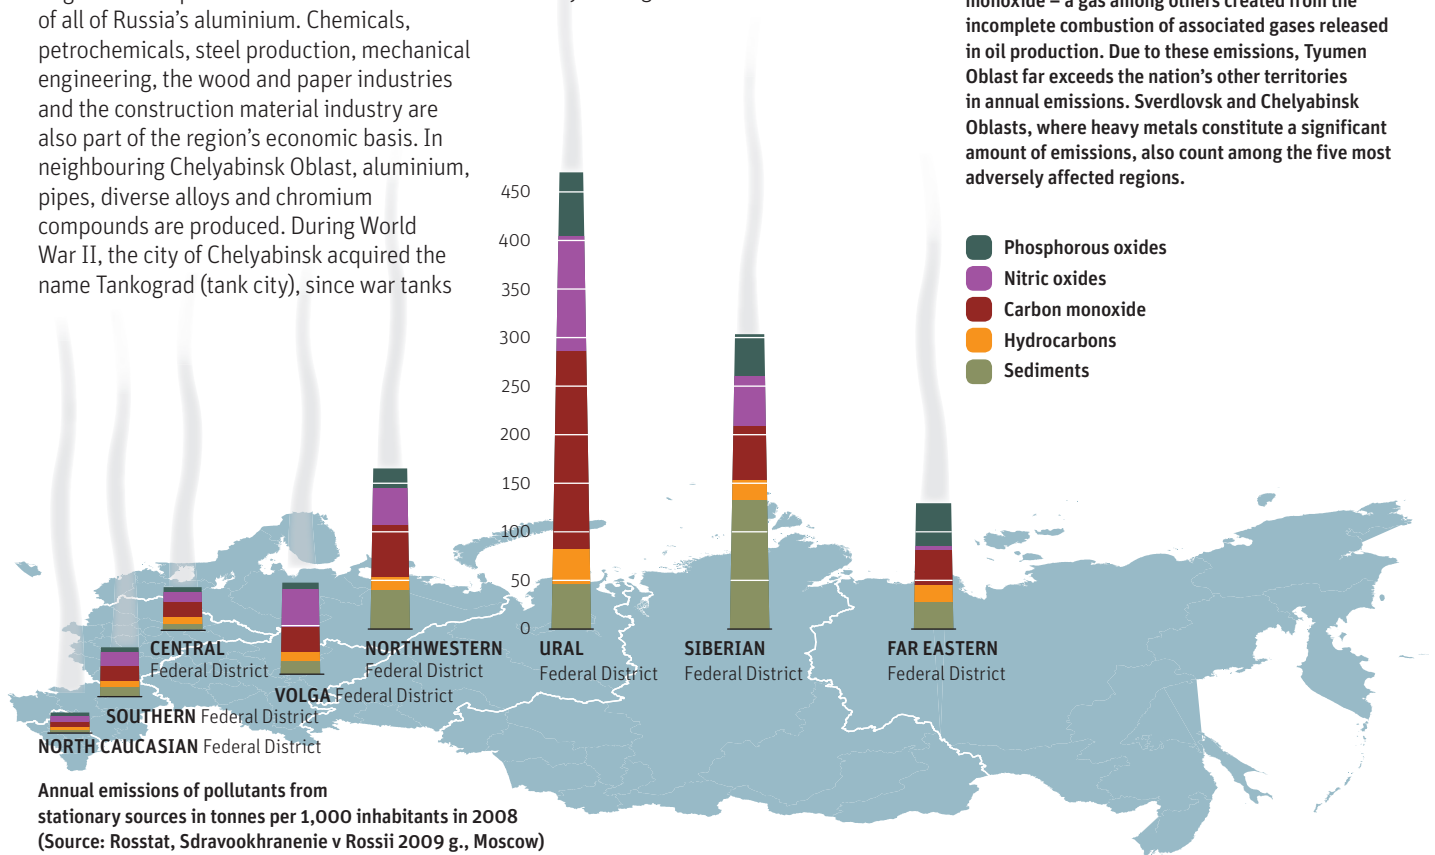 of all of Russia's aluminium. Chemicals,
petrochemicals, steel production, mechanical
engineering, the wood and paper industries
and the construction material industry are
also part of the region's economic basis. In
neighbouring Chelyabinsk Oblast, aluminium,
pipes, diverse alloys and chromium
compounds are produced. During World
War II, the city of Chelyabinsk acquired the
name Tankograd (tank city), since war tanks
monoxide – a gas among others created from the
incomplete combustion of associated gases released
in oil production. Due to these emissions, Tyumen
Oblast far exceeds the nation's other territories
in annual emissions. Sverdlovsk and Chelyabinsk
Oblasts, where heavy metals constitute a significant
amount of emissions, also count among the five most
adversely affected regions.
Phosphorous oxides
Nitric oxides
Carbon monoxide
Hydrocarbons
Sediments
450
400
350
300
250
200
150
100
50
0
CENTRAL
Federal District
NORTHWESTERN
Federal District
URAL
Federal District
SIBERIAN
Federal District
FAR EASTERN
Federal District
VOLGA Federal District
SOUTHERN Federal District
NORTH CAUCASIAN Federal District
Annual emissions of pollutants from
stationary sources in tonnes per 1,000 inhabitants in 2008
(Source: Rosstat, Sdravookhranenie v Rossii 2009 g., Moscow)